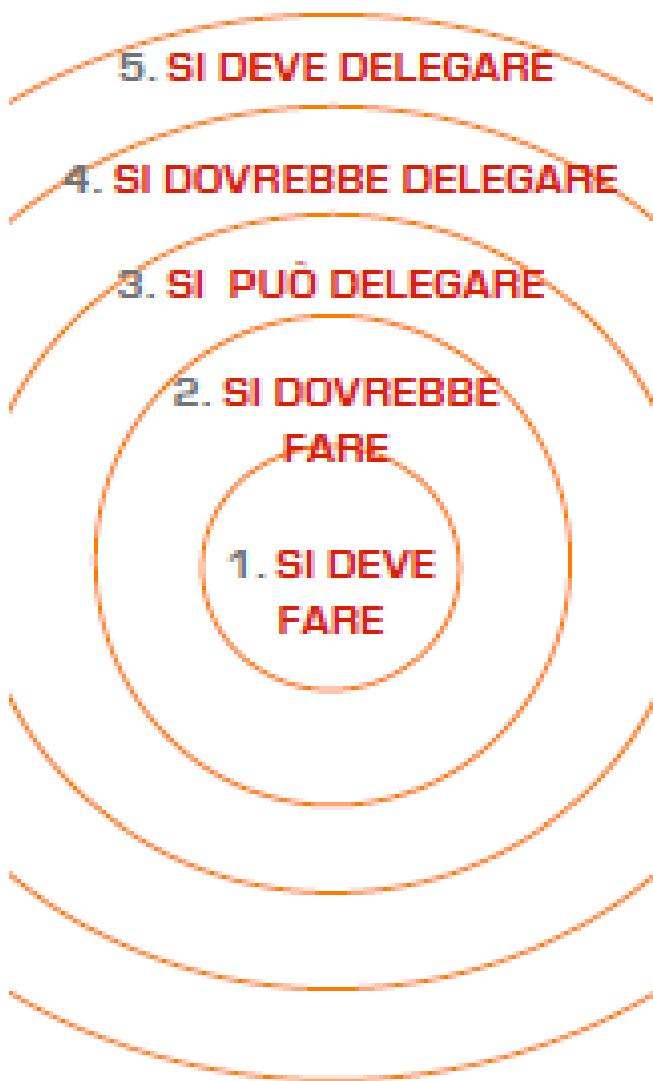 5. SI DEVE DELEGARE
4. SI DOVREBBE DELEGARE
3. SI PUÒ DELEGARE
2. SI DOVREBBE
FARE
1. SI DEVE
FARE